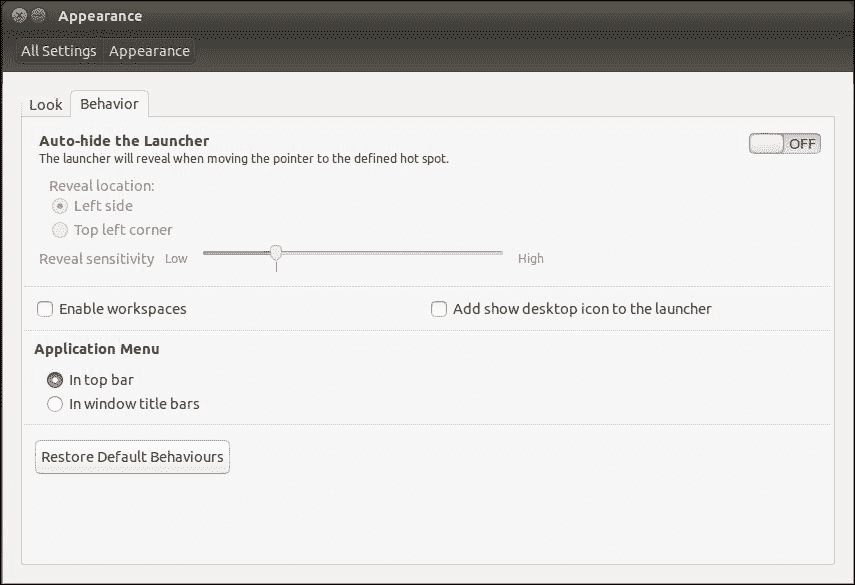 Appearance
All Settings Appearance
Look Behavior
Auto-hide the Launcher OFF
The launcher will reveal when moving the pointer to the defined hot spot.
Reveal location:
Left side
Top left corner
Reveal sensitivity Low High
Enable workspaces Add show desktop icon to the launcher
Application Menu
In top bar
In window title bars
Restore Default Behaviours